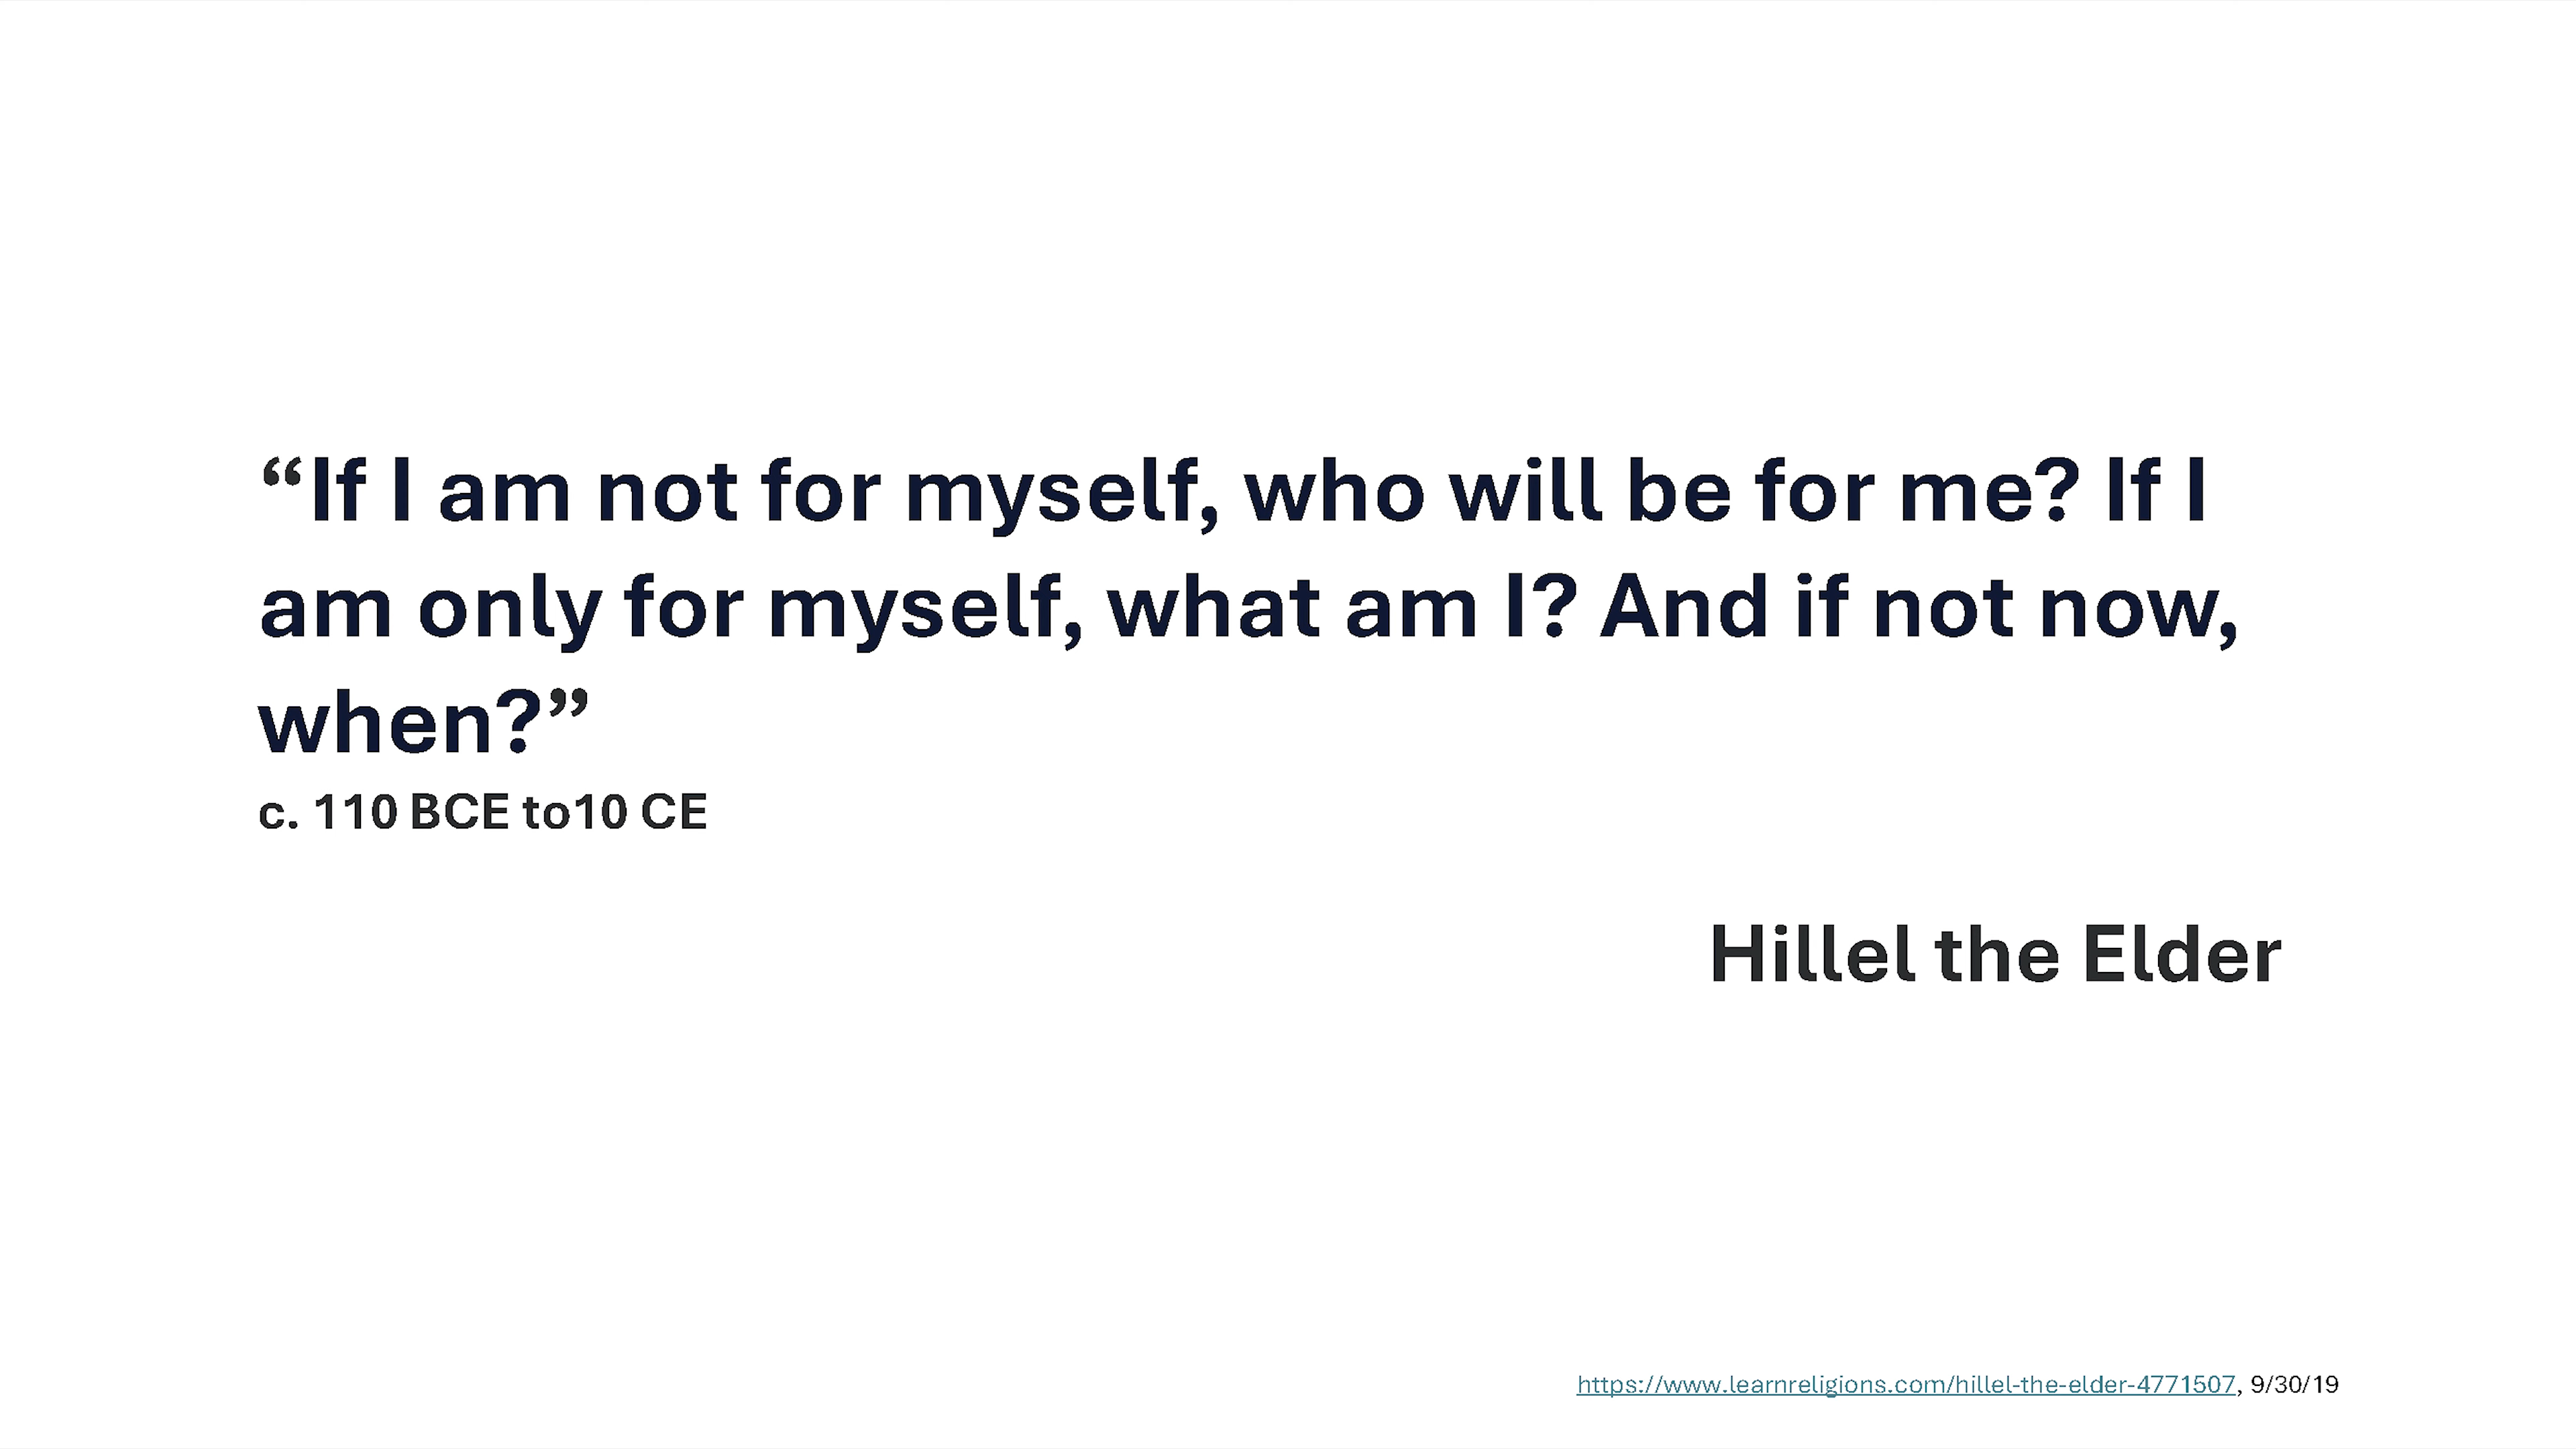 “If I am not for myself, who will be for me? If I
am only for myself, what am I? And if not now,
when?”
c. 110 BCE to10 CE
Hillel the Elder
https://www.learnreligions.com/hillel-the-elder-4771507, 9/30/19